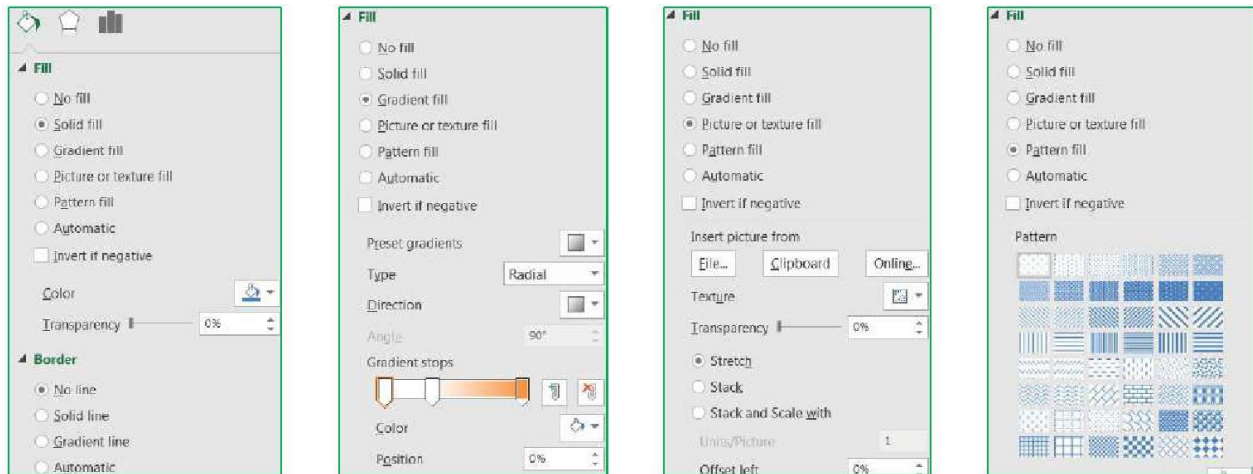 Fill
No fill
Solid fill
Gradient fill
Picture or texture fill
Pattern fill
Automatic
Invert if negative
Color
Transparency 0%
Border
No line
Solid line
Gradient line
Automatic
Fill
No fill
Solid fill
Gradient fill
Picture or texture fill
Pattern fill
Automatic
Invert if negative
Preset gradients
Type Radial
Direction
Angle 90°
Gradient stops
Color
Position 0%
Fill
No fill
Solid fill
Gradient fill
Picture or texture fill
Pattern fill
Automatic
Invert if negative
Insert picture from
File... Clipboard Online...
Texture
Transparency 0%
Stretch
Stack
Stack and Scale with
Units/Picture 1
Offset left 0%
Fill
No fill
Solid fill
Gradient fill
Picture or texture fill
Pattern fill
Automatic
Invert if negative
Pattern